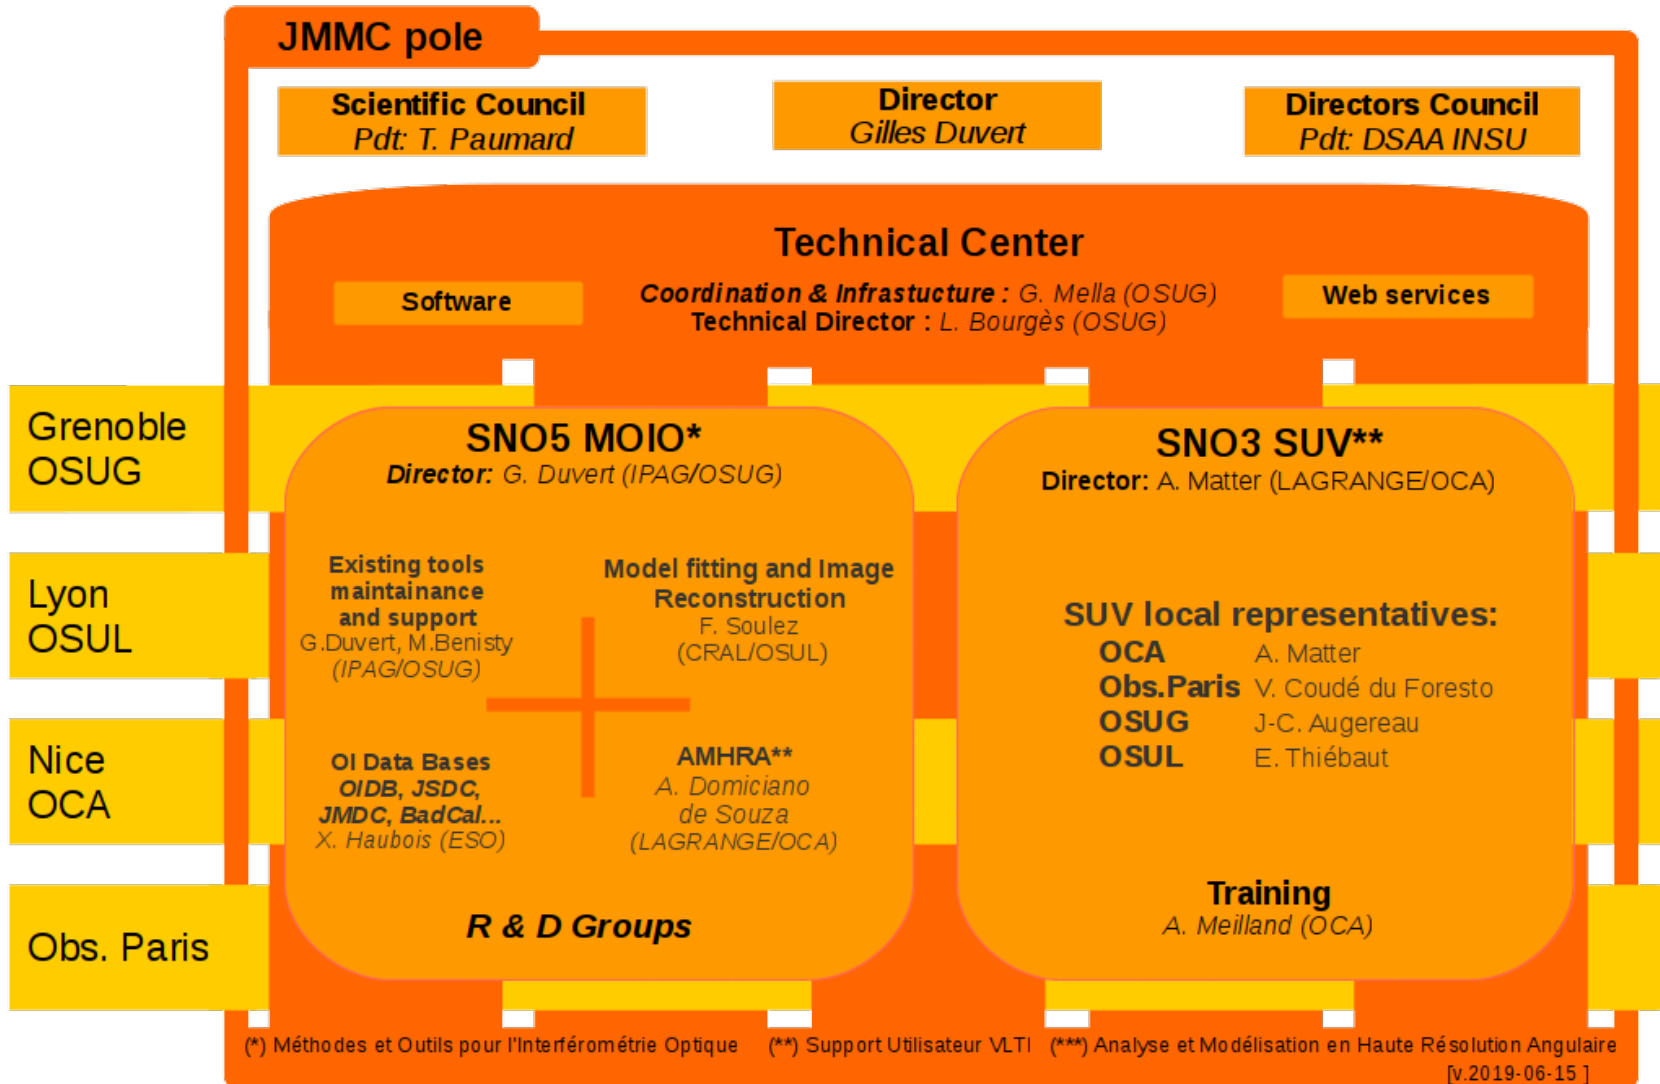 JMMC pole
Scientific Council
Pdt: T. Paumard
Director
Gilles Duvert
Directors Council
Pdt: DSAA INSU
Technical Center
Software
Coordination & Infrastucture : G. Mella (OSUG)
Technical Director : L. Bourgès (OSUG)
Web services
Grenoble
OSUG
Lyon
OSUL
Nice
OCA
Obs. Paris
SNO5 MOIO*
Director: G. Duvert (IPAG/OSUG)
Existing tools
maintainance
and support
G.Duvert, M.Benisty
(IPAG/OSUG)
Model fitting and Image
Reconstruction
F. Soulez
(CRAL/OSUL)
OI Data Bases
OIDB, JSDC,
JMDC, BadCal...
X. Haubois (ESO)
AMHRA**
A. Domiciano
de Souza
(LAGRANGE/OCA)
R & D Groups
SNO3 SUV**
Director: A. Matter (LAGRANGE/OCA)
SUV local representatives:
OCA A. Matter
Obs.Paris V. Coudé du Foresto
OSUG J-C. Augereau
OSUL E. Thiébaut
Training
A. Meilland (OCA)
(*) Méthodes et Outils pour l'Interférométrie Optique (**) Support Utilisateur VLTI (***) Analyse et Modélisation en Haute Résolution Angulaire
[v.2019-06-15 ]